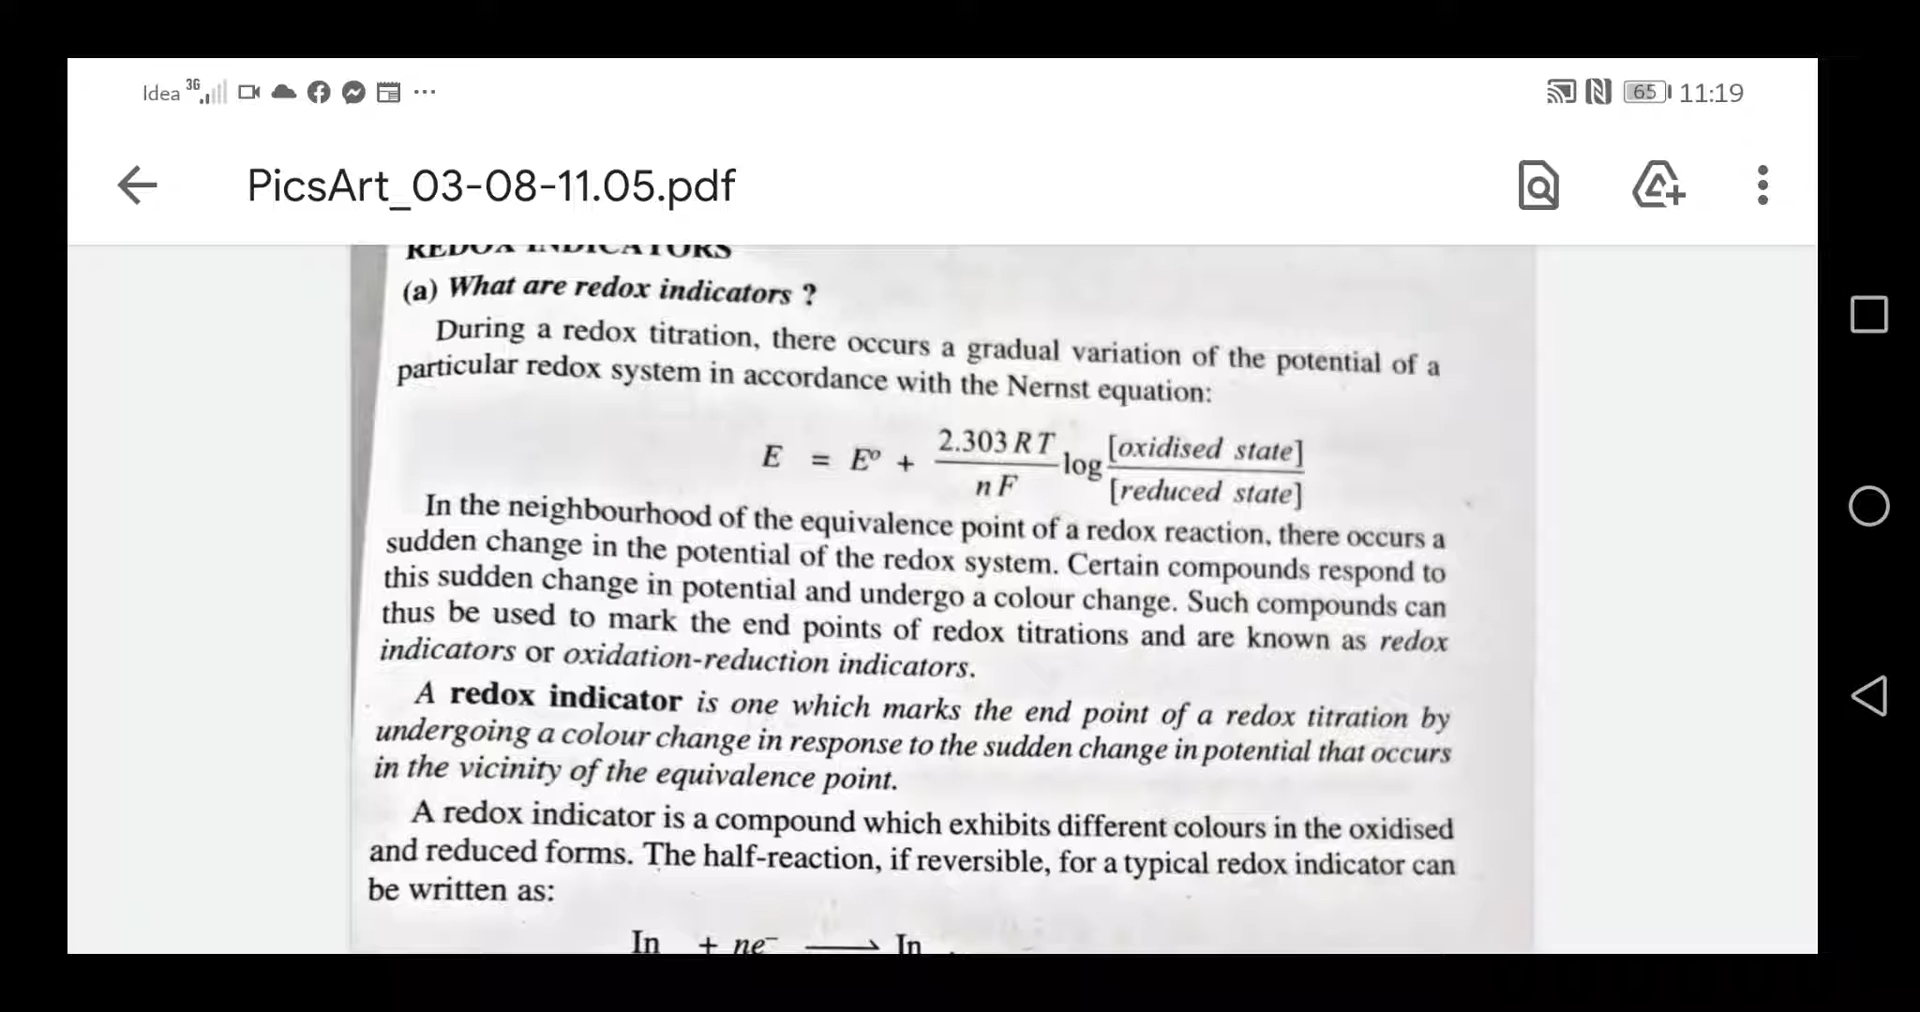 Idea 3G ... 65 11:19
PicsArt_03-08-11.05.pdf
REDOX INDICATORS
(a) What are redox indicators ?
During a redox titration, there occurs a gradual variation of the potential of a
particular redox system in accordance with the Nernst equation:
E = Eº + 2.303 RT / n F log [oxidised state] / [reduced state]
In the neighbourhood of the equivalence point of a redox reaction, there occurs a
sudden change in the potential of the redox system. Certain compounds respond to
this sudden change in potential and undergo a colour change. Such compounds can
thus be used to mark the end points of redox titrations and are known as redox
indicators or oxidation-reduction indicators.
A redox indicator is one which marks the end point of a redox titration by
undergoing a colour change in response to the sudden change in potential that occurs
in the vicinity of the equivalence point.
A redox indicator is a compound which exhibits different colours in the oxidised
and reduced forms. The half-reaction, if reversible, for a typical redox indicator can
be written as:
In + ne⁻ ⟶ In